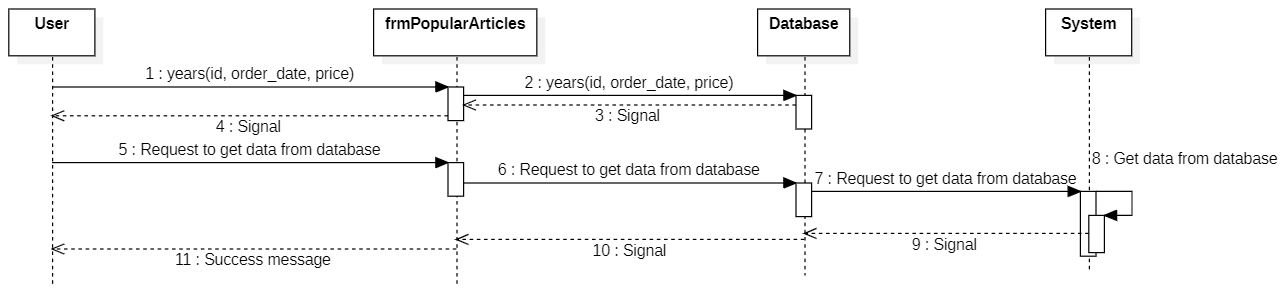 User
frmPopularArticles
Database
System
1 : years(id, order_date, price)
2 : years(id, order_date, price)
3 : Signal
4 : Signal
5 : Request to get data from database
6 : Request to get data from database
7 : Request to get data from database
8 : Get data from database
9 : Signal
10 : Signal
11 : Success message